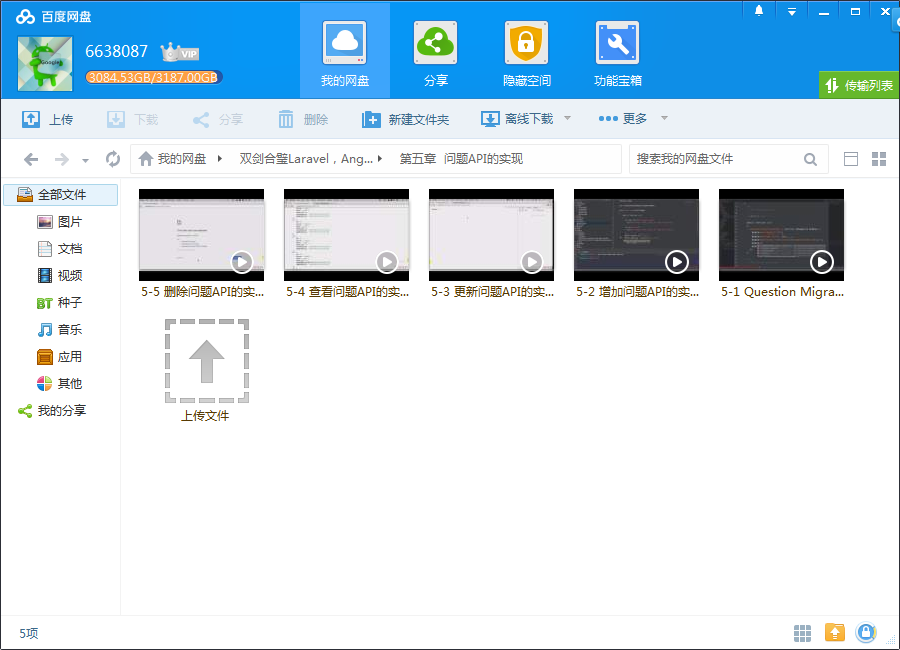 百度网盘
6638087 VIP
3084.53GB/3187.00GB
我的网盘
分享
隐藏空间
功能宝箱
传输列表
上传
下载
分享
删除
新建文件夹
离线下载
更多
我的网盘
双剑合璧Laravel，Ang...
第五章 问题API的实现
搜索我的网盘文件
全部文件
图片
文档
视频
BT 种子
音乐
应用
其他
我的分享
5-5 删除问题API的实...
5-4 查看问题API的实...
5-3 更新问题API的实...
5-2 增加问题API的实...
5-1 Question Migra...
上传文件
5项